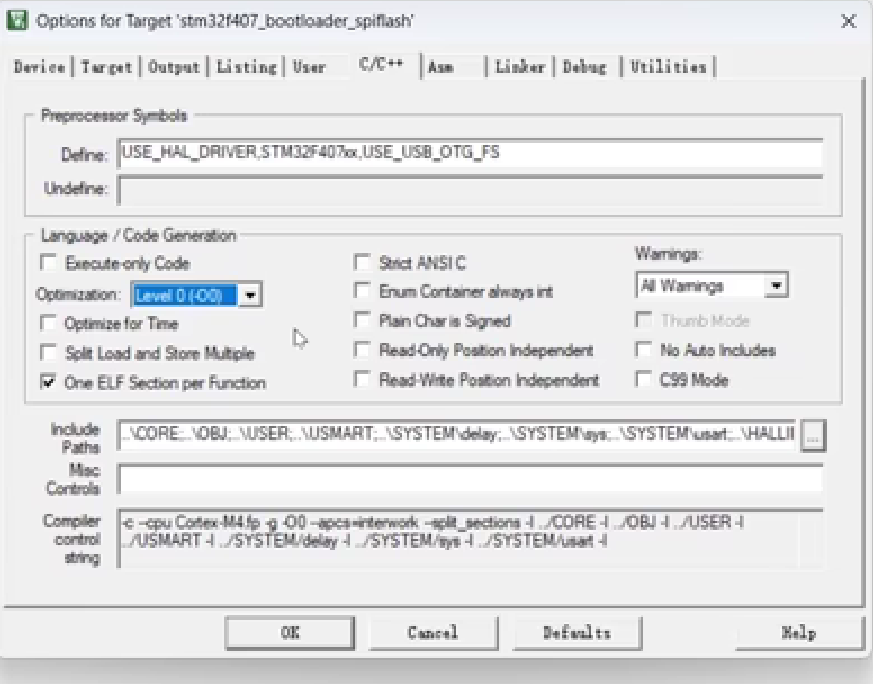 Options for Target 'stm32f407_bootloader_spiflash'
Device Target Output Listing User C/C++ Asm Linker Debug Utilities
Preprocessor Symbols
Define: USE_HAL_DRIVER,STM32F407xx,USE_USB_OTG_FS
Undefine:
Language / Code Generation
Execute-only Code
Optimization: Level 0 (-O0)
Optimize for Time
Split Load and Store Multiple
One ELF Section per Function
Strict ANSI C
Enum Container always int
Plain Char is Signed
Read-Only Position Independent
Read-Write Position Independent
Warnings:
All Warnings
Thumb Mode
No Auto Includes
C99 Mode
Include Paths
..\CORE;..\OBJ;..\USER;..\USMART;..\SYSTEM\delay;..\SYSTEM\sys;..\SYSTEM\usart;..\HALLI
...
Misc Controls
Compiler control string
-c --cpu Cortex-M4.fp -g -O0 --apcs=interwork --split_sections -I ../CORE -I ../OBJ -I ../USER -I
../USMART -I ../SYSTEM/delay -I ../SYSTEM/sys -I ../SYSTEM/usart -I
OK Cancel Defaults Help